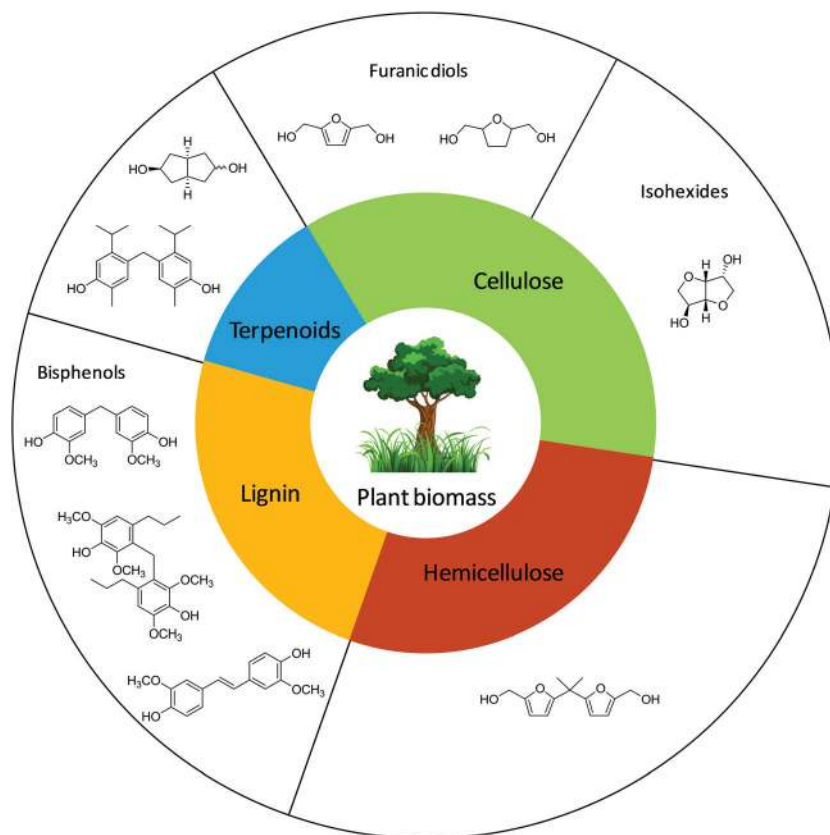 Furanic diols
HO
O
OH
HO
O
OH
Isohexides
H
OH
O
O
HO
H
H
HO
OH
H
HO
OH
Terpenoids
Cellulose
Bisphenols
HO
OCH₃
OCH₃
OH
Lignin
Plant biomass
Hemicellulose
H₃CO
HO
OCH₃
OCH₃
OH
OCH₃
H₃CO
HO
OH
OCH₃
HO
O
O
OH